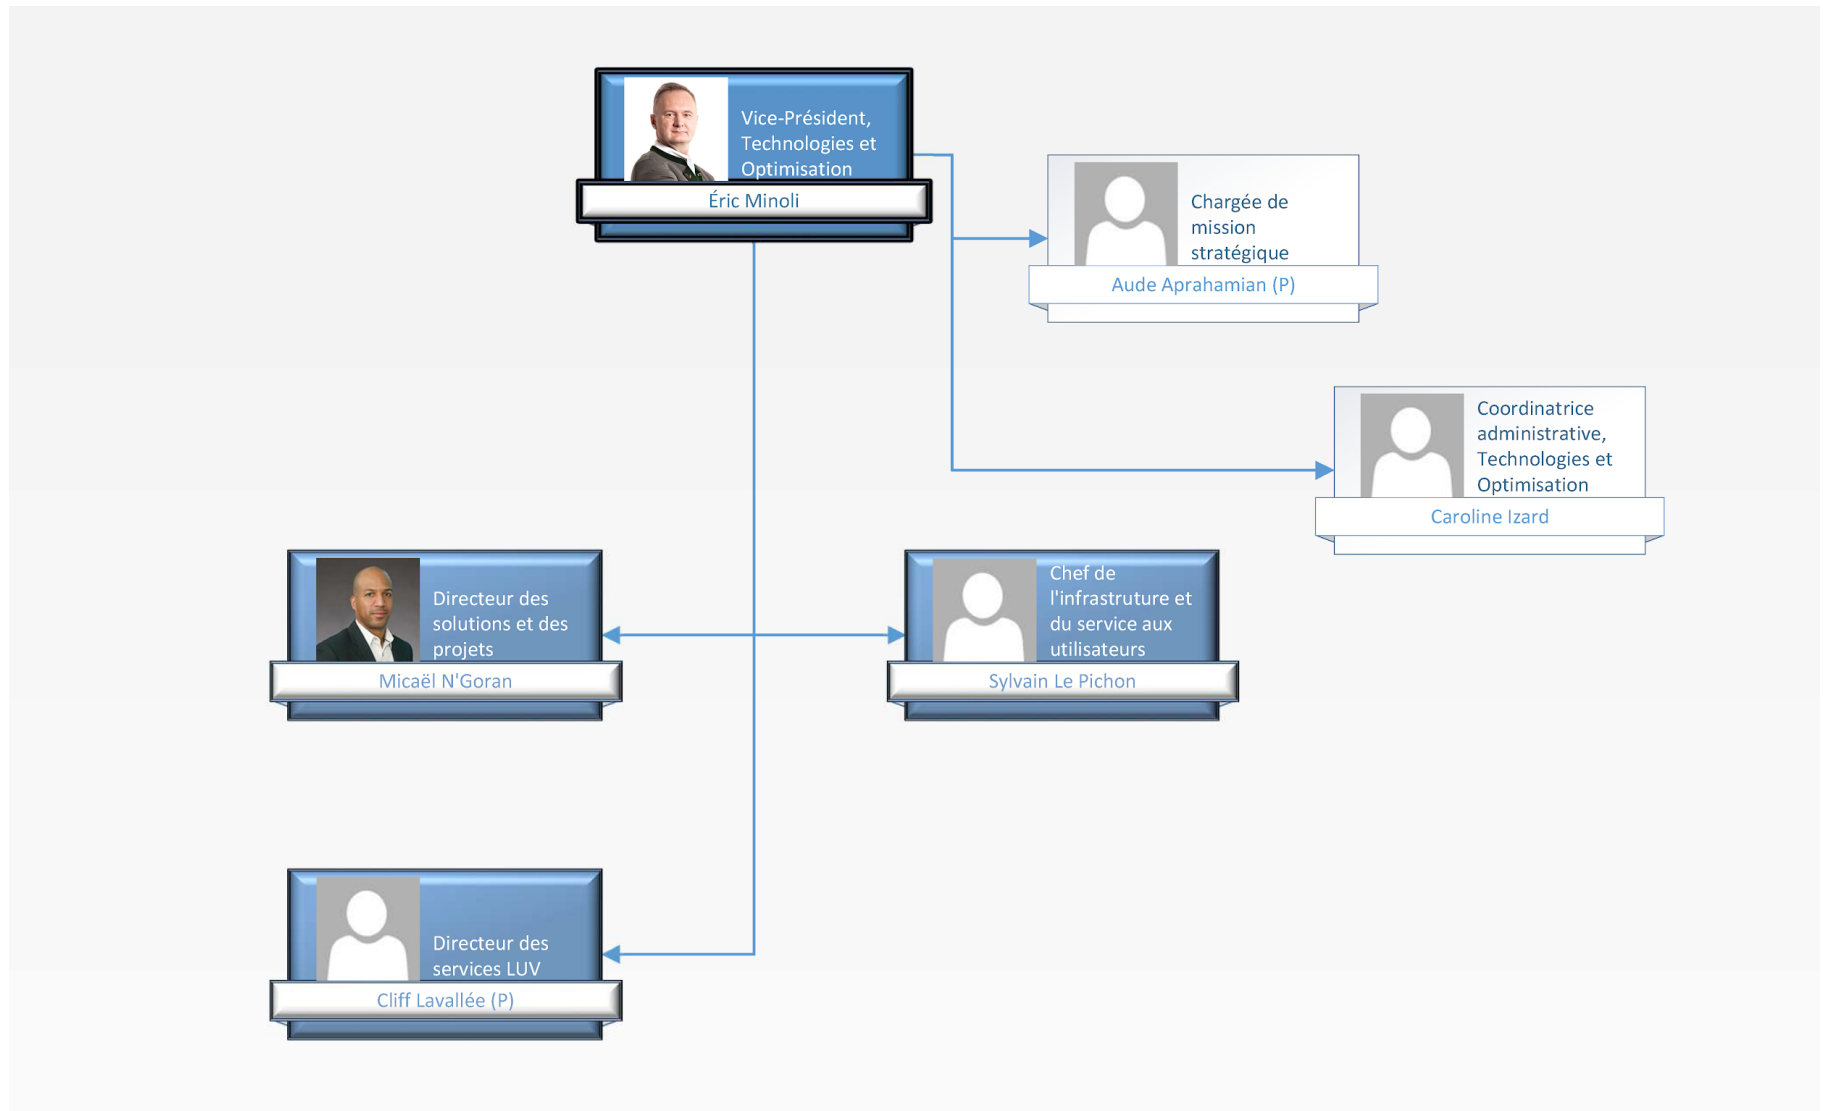 Vice-Président,
Technologies et
Optimisation
Éric Minoli
Chargée de
mission
stratégique
Aude Aprahamian (P)
Coordinatrice
administrative,
Technologies et
Optimisation
Caroline Izard
Directeur des
solutions et des
projets
Micaël N'Goran
Chef de
l'infrastruture et
du service aux
utilisateurs
Sylvain Le Pichon
Directeur des
services LUV
Cliff Lavallée (P)